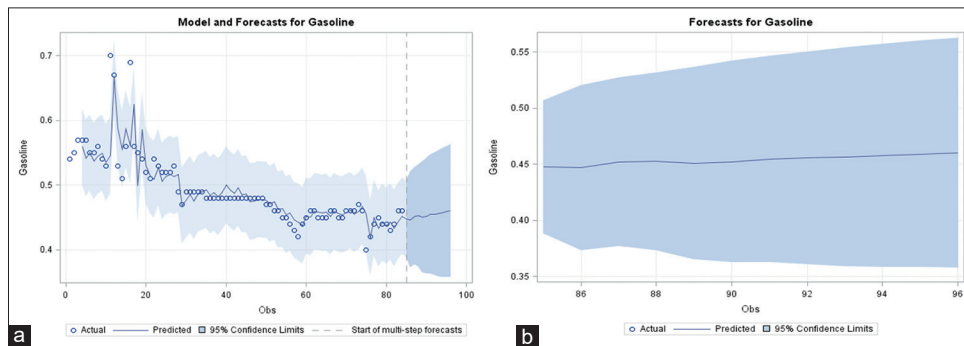 Model and Forecasts for Gasoline
0.7
0.6
0.5
0.4
Gasoline
0 20 40 60 80 100
Obs
Actual Predicted 95% Confidence Limits Start of multi-step forecasts
a
Forecasts for Gasoline
0.55
0.50
0.45
0.40
0.35
Gasoline
86 88 90 92 94 96
Obs
Actual Predicted 95% Confidence Limits
b